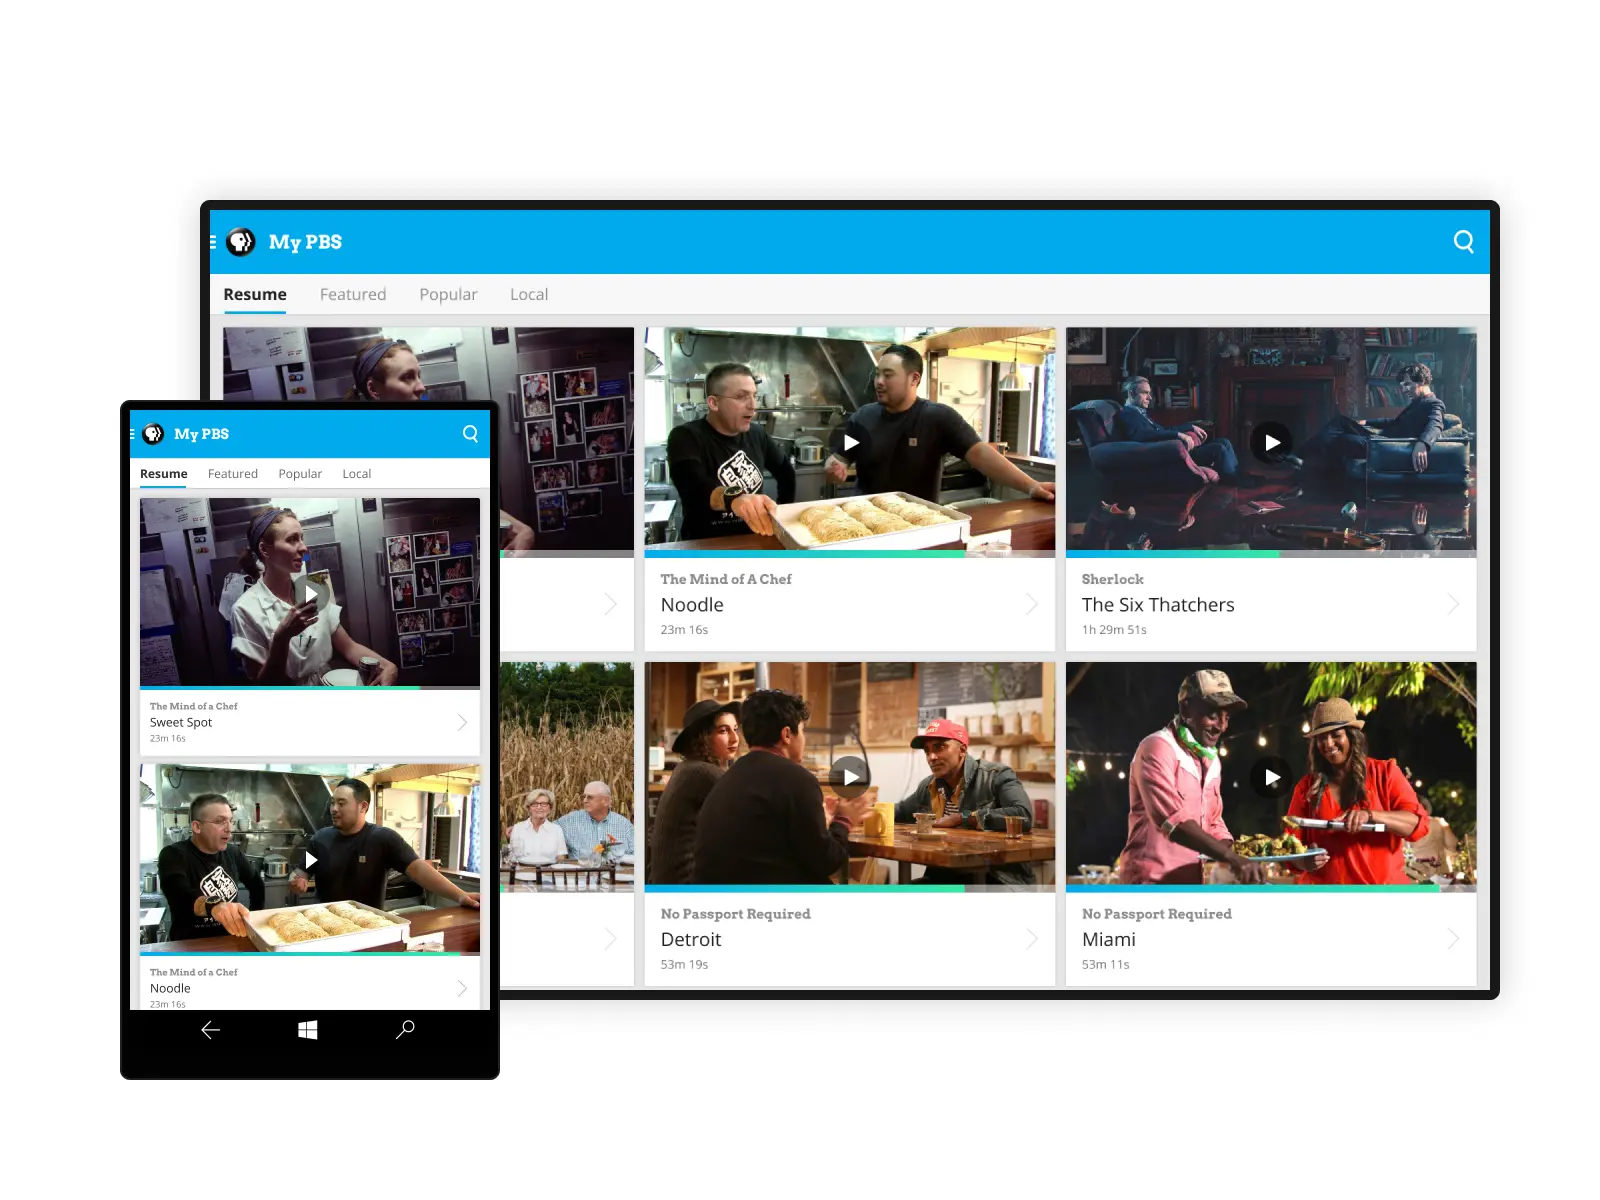 My PBS
Resume Featured Popular Local
The Mind of A Chef
Noodle
23m 16s
Sherlock
The Six Thatchers
1h 29m 51s
No Passport Required
Detroit
53m 19s
No Passport Required
Miami
53m 11s
My PBS
Resume Featured Popular Local
The Mind of a Chef
Sweet Spot
23m 16s
The Mind of a Chef
Noodle
23m 16s